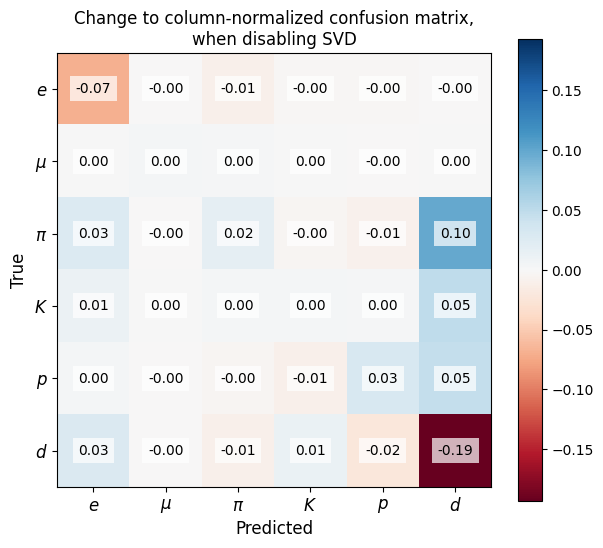 Change to column-normalized confusion matrix,
when disabling SVD
e -0.07 -0.00 -0.01 -0.00 -0.00 -0.00
μ 0.00 0.00 0.00 0.00 -0.00 0.00
π 0.03 -0.00 0.02 -0.00 -0.01 0.10
K 0.01 0.00 0.00 0.00 0.00 0.05
p 0.00 -0.00 -0.00 -0.01 0.03 0.05
d 0.03 -0.00 -0.01 0.01 -0.02 -0.19
e μ π K p d
Predicted
True
0.15
0.10
0.05
0.00
−0.05
−0.10
−0.15